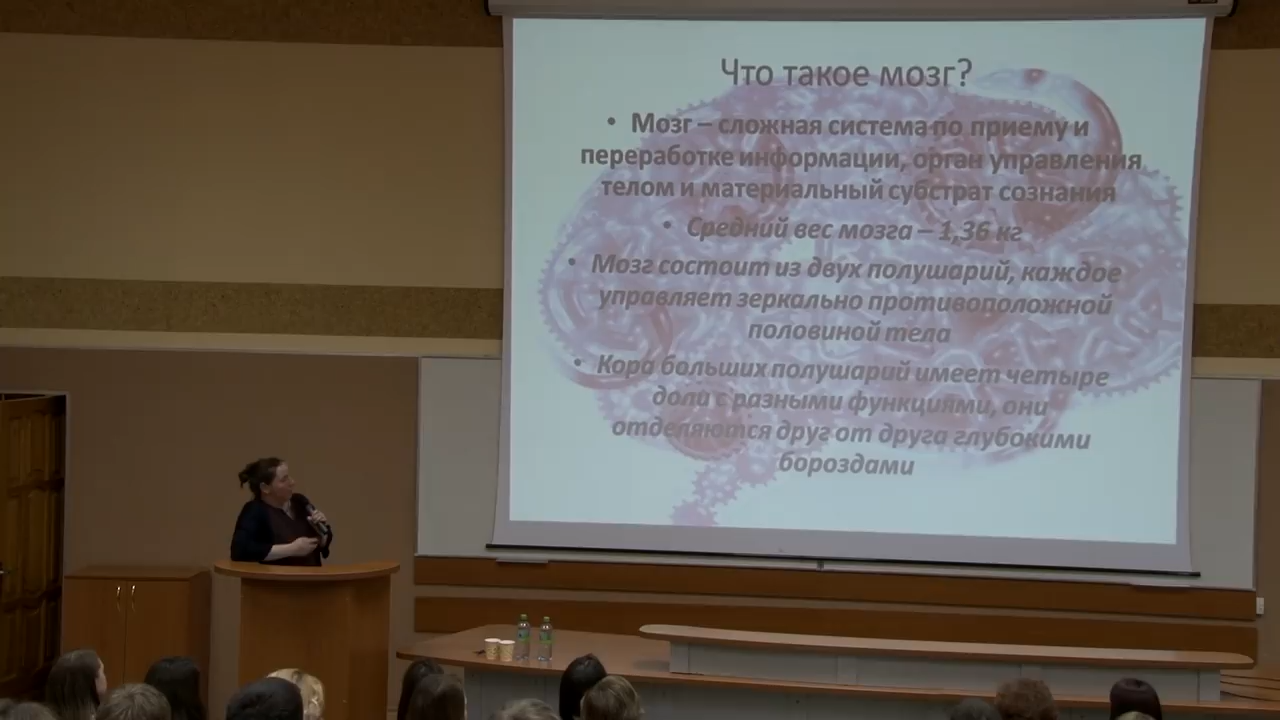 Что такое мозг?
• Мозг – сложная система по приему и
переработке информации, орган управления
телом и материальный субстрат сознания
• Средний вес мозга – 1,36 кг
• Мозг состоит из двух полушарий, каждое
управляет зеркально противоположной
половиной тела
• Кора больших полушарий имеет четыре
доли с разными функциями, они
отделяются друг от друга глубокими
бороздами